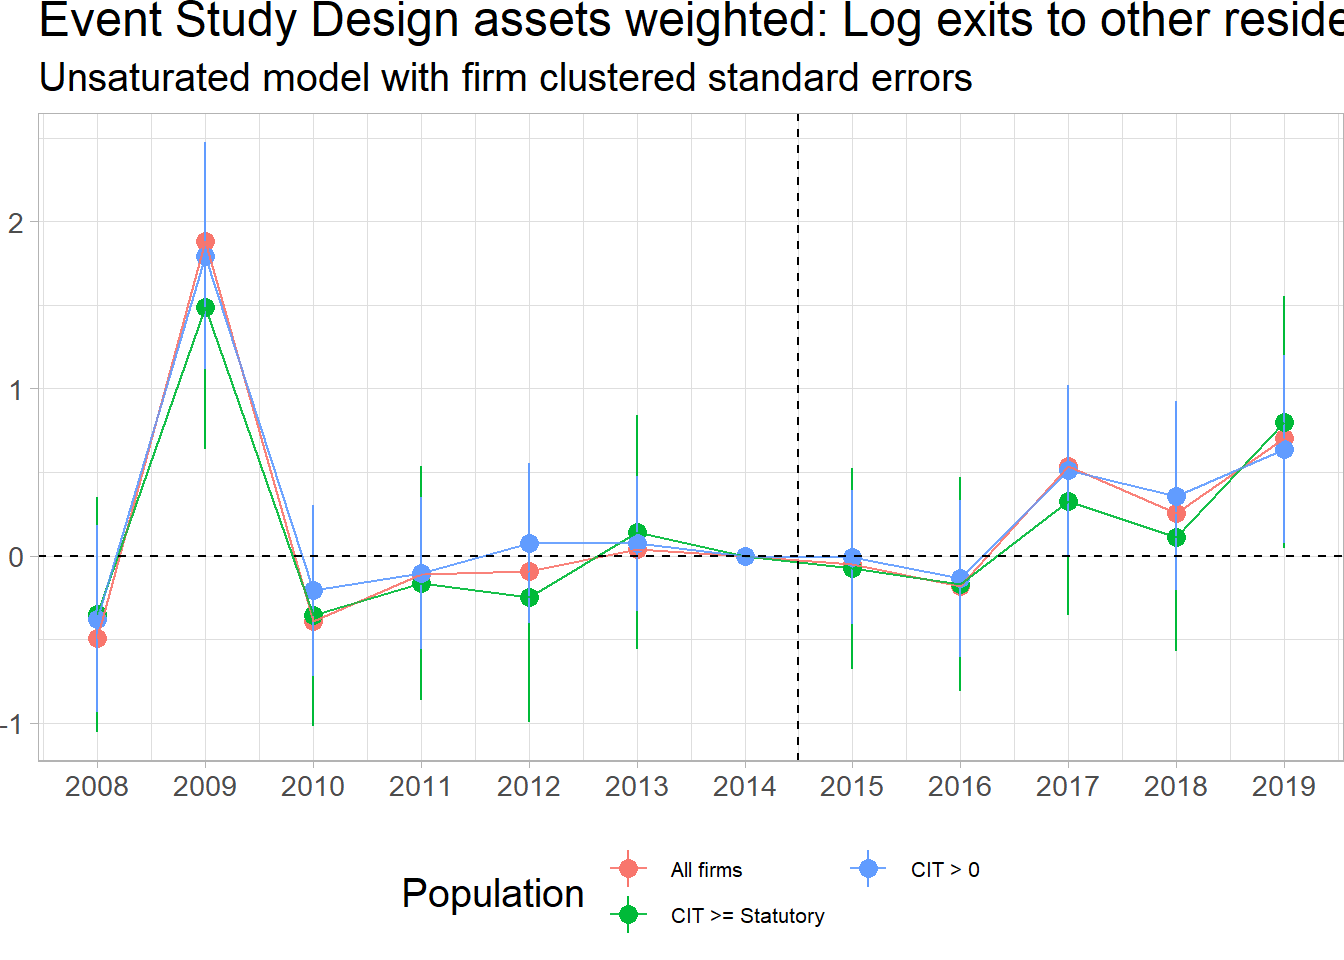 Event Study Design assets weighted: Log exits to other reside
Unsaturated model with firm clustered standard errors
2
1
0
-1
2008 2009 2010 2011 2012 2013 2014 2015 2016 2017 2018 2019
Population
All firms
CIT > 0
CIT >= Statutory